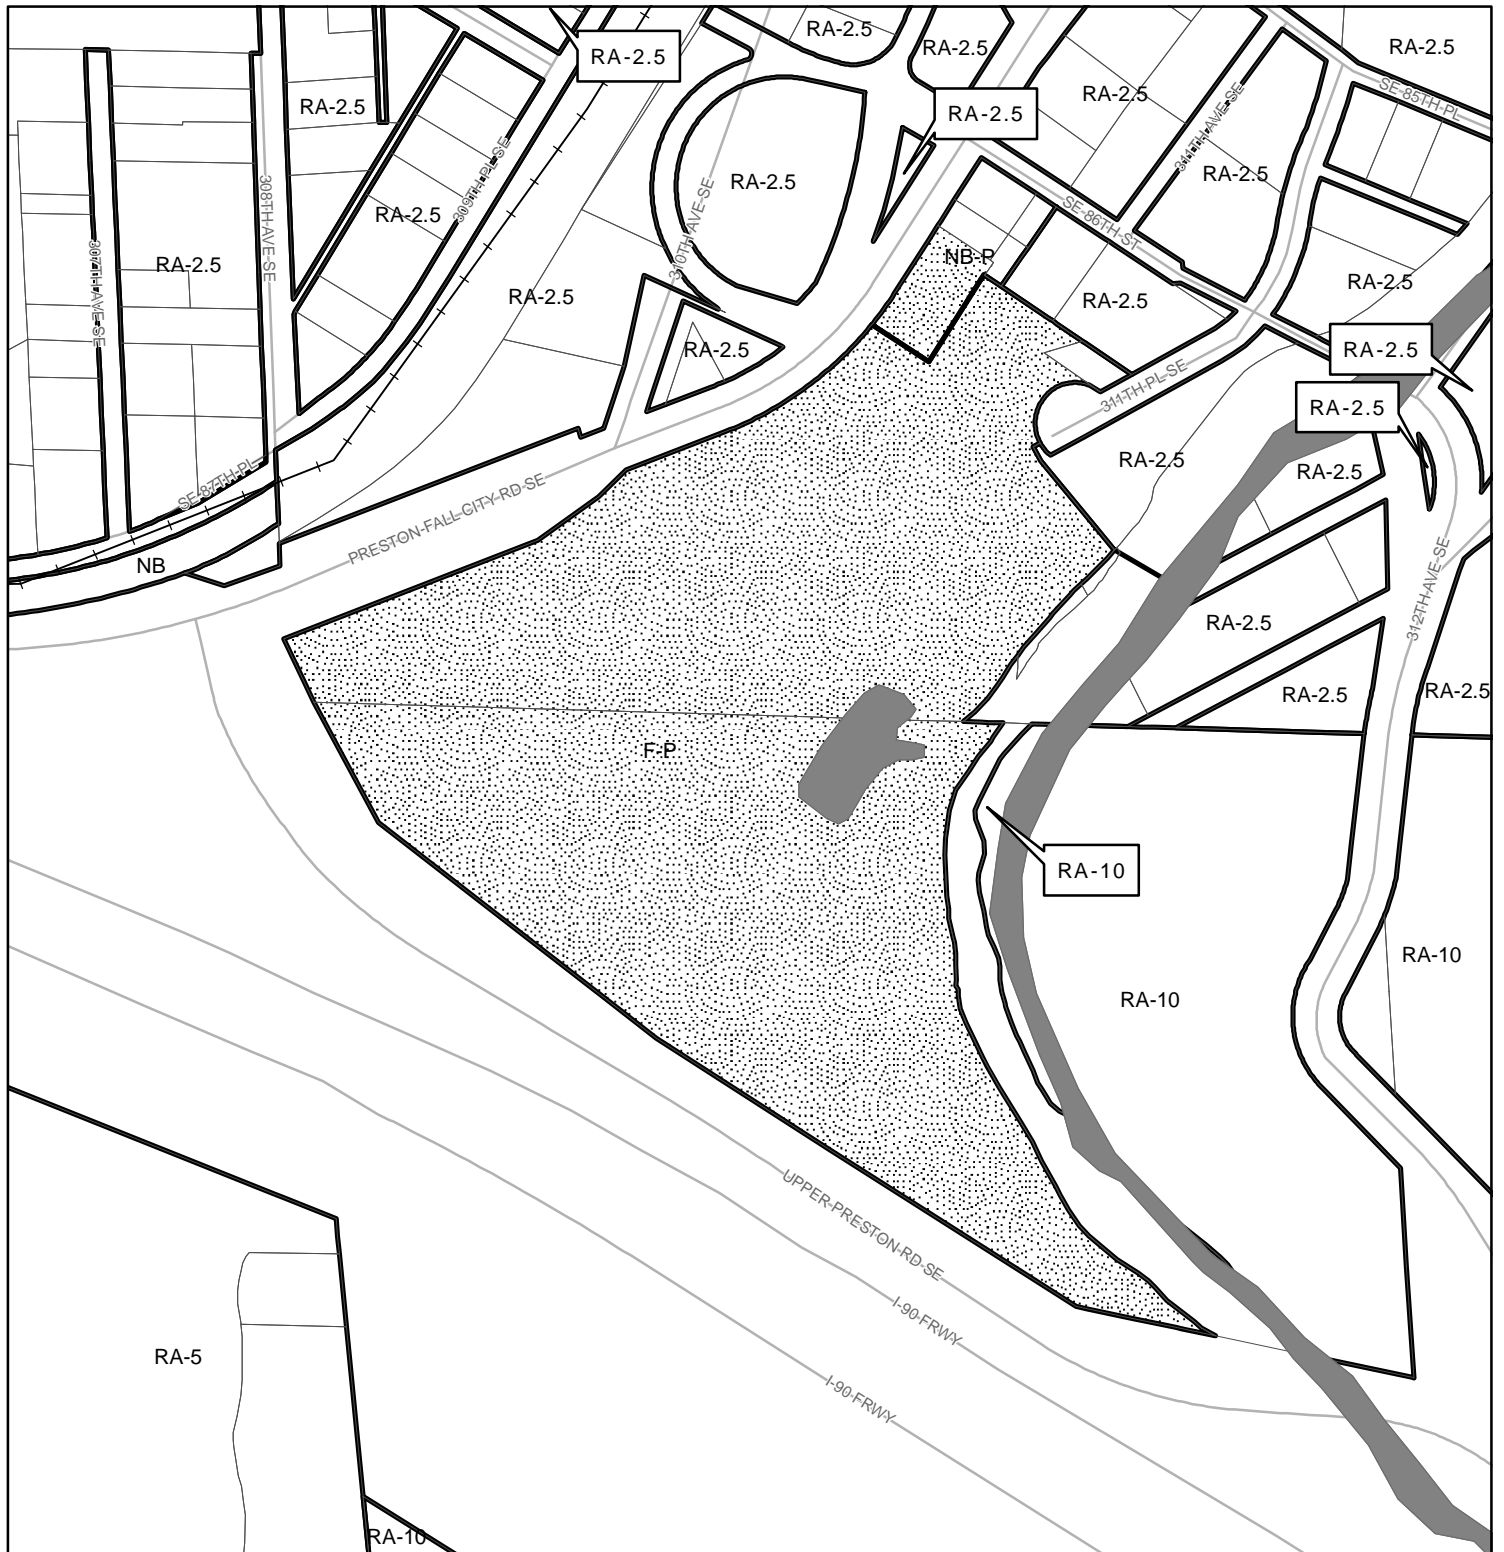 RA-2.5
RA-2.5
RA-2.5
RA-2.5
RA-2.5
RA-2.5
RA-2.5
SE 85TH PL
311TH AVE SE
RA-2.5
RA-2.5
308TH AVE SE
309TH PL SE
RA-2.5
310TH AVE SE
SE 86TH ST
307TH AVE SE
RA-2.5
NB-P
RA-2.5
RA-2.5
RA-2.5
RA-2.5
RA-2.5
311TH PL SE
RA-2.5
RA-2.5
RA-2.5
SE 87TH PL
PRESTON-FALL CITY RD SE
NB
312TH AVE SE
RA-2.5
RA-2.5
RA-2.5
F-P
RA-10
RA-10
RA-10
UPPER PRESTON RD SE
I-90 FRWY
RA-5
I-90 FRWY
RA-10